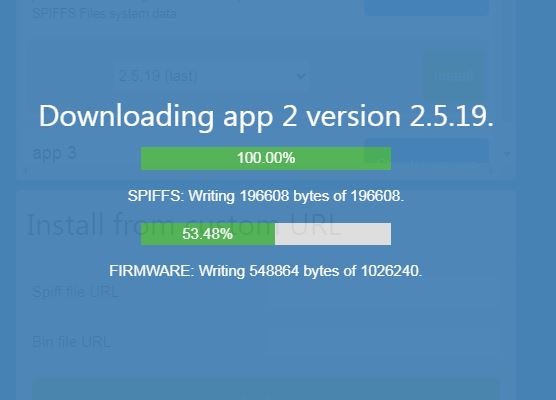 SPIFFS Files system data
2.5.19 (last)
Install
Downloading app 2 version 2.5.19.
app 3
100.00%
SPIFFS: Writing 196608 bytes of 196608.
Install from custom URL
53.48%
FIRMWARE: Writing 548864 bytes of 1026240.
Spiff file URL
Bin file URL